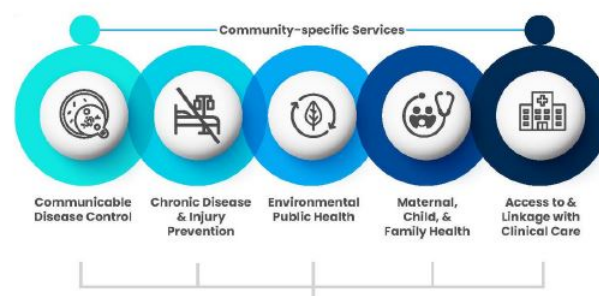 Community-specific Services
Communicable
Disease Control
Chronic Disease
& Injury
Prevention
Environmental
Public Health
Maternal,
Child, &
Family Health
Access to &
Linkage with
Clinical Care